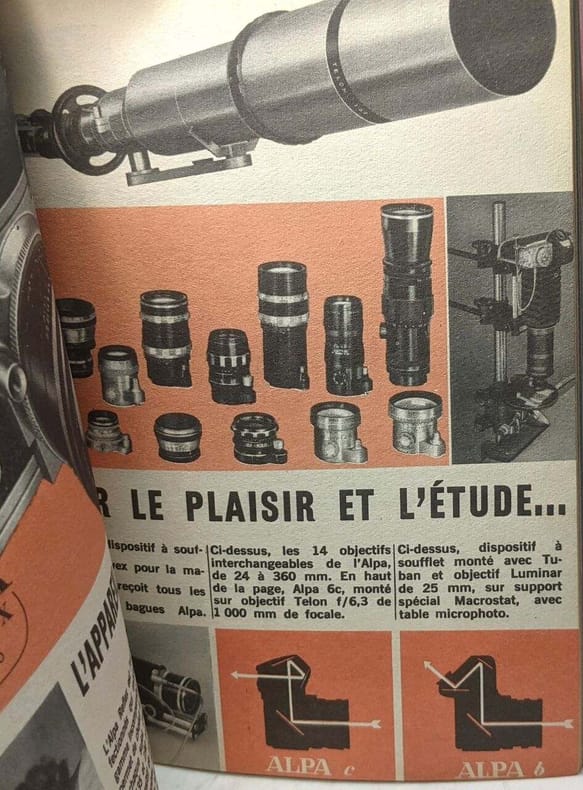 TELON
R LE PLAISIR ET L'ÉTUDE...
dispositif à souf-
vex pour la ma-
reçoit tous les
bagues Alpa.
Ci-dessus, les 14 objectifs
interchangeables de l'Alpa,
de 24 à 360 mm. En haut
de la page, Alpa 6c, monté
sur objectif Telon f/6,3 de
1 000 mm de focale.
Ci-dessus, dispositif à
soufflet monté avec Tu-
ban et objectif Luminar
de 25 mm, sur support
spécial Macrostat, avec
table microphoto.
L'APPAR
L'Alpa
ALPA c
ALPA b